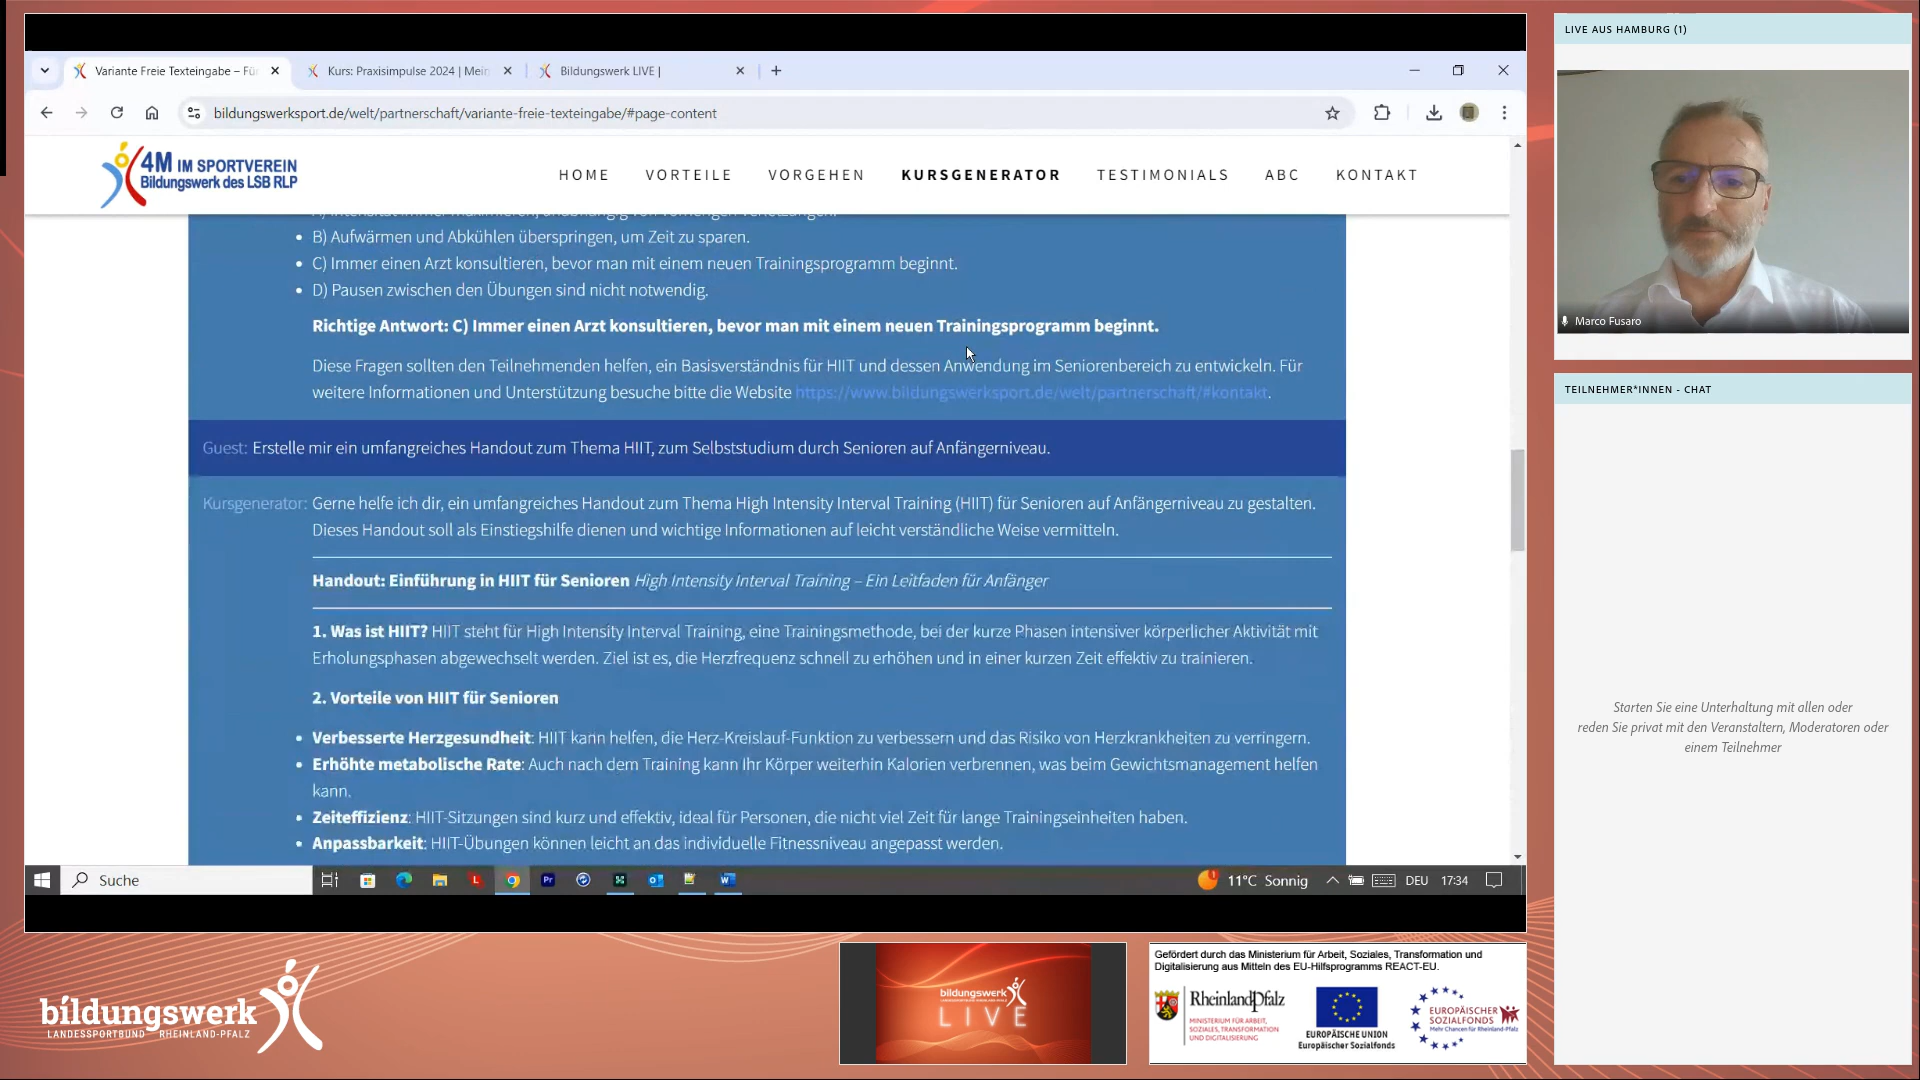 Variante Freie Texteingabe – Fü
Kurs: Praxisimpulse 2024 | Mein
Bildungswerk LIVE |
bildungswerksport.de/welt/partnerschaft/variante-freie-texteingabe/#page-content
4M IM SPORTVEREIN
Bildungswerk des LSB RLP
HOME VORTEILE VORGEHEN KURSGENERATOR TESTIMONIALS ABC KONTAKT
B) Aufwärmen und Abkühlen überspringen, um Zeit zu sparen.
C) Immer einen Arzt konsultieren, bevor man mit einem neuen Trainingsprogramm beginnt.
D) Pausen zwischen den Übungen sind nicht notwendig.
Richtige Antwort: C) Immer einen Arzt konsultieren, bevor man mit einem neuen Trainingsprogramm beginnt.
Diese Fragen sollten den Teilnehmenden helfen, ein Basisverständnis für HIIT und dessen Anwendung im Seniorenbereich zu entwickeln. Für
weitere Informationen und Unterstützung besuche bitte die Website https://www.bildungswerksport.de/welt/partnerschaft/#kontakt.
Guest: Erstelle mir ein umfangreiches Handout zum Thema HIIT, zum Selbststudium durch Senioren auf Anfängerniveau.
Kursgenerator: Gerne helfe ich dir, ein umfangreiches Handout zum Thema High Intensity Interval Training (HIIT) für Senioren auf Anfängerniveau zu gestalten.
Dieses Handout soll als Einstiegshilfe dienen und wichtige Informationen auf leicht verständliche Weise vermitteln.
Handout: Einführung in HIIT für Senioren High Intensity Interval Training – Ein Leitfaden für Anfänger
1. Was ist HIIT? HIIT steht für High Intensity Interval Training, eine Trainingsmethode, bei der kurze Phasen intensiver körperlicher Aktivität mit
Erholungsphasen abgewechselt werden. Ziel ist es, die Herzfrequenz schnell zu erhöhen und in einer kurzen Zeit effektiv zu trainieren.
2. Vorteile von HIIT für Senioren
Verbesserte Herzgesundheit: HIIT kann helfen, die Herz-Kreislauf-Funktion zu verbessern und das Risiko von Herzkrankheiten zu verringern.
Erhöhte metabolische Rate: Auch nach dem Training kann Ihr Körper weiterhin Kalorien verbrennen, was beim Gewichtsmanagement helfen
kann.
Zeiteffizienz: HIIT-Sitzungen sind kurz und effektiv, ideal für Personen, die nicht viel Zeit für lange Trainingseinheiten haben.
Anpassbarkeit: HIIT-Übungen können leicht an das individuelle Fitnessniveau angepasst werden.
Suche
11°C Sonnig
DEU
17:34
LIVE AUS HAMBURG (1)
Marco Fusaro
TEILNEHMER*INNEN - CHAT
Starten Sie eine Unterhaltung mit allen oder
reden Sie privat mit den Veranstaltern, Moderatoren oder
einem Teilnehmer
bildungswerk
LANDESSPORTBUND RHEINLAND-PFALZ
bildungswerk
LIVE
Gefördert durch das Ministerium für Arbeit, Soziales, Transformation und
Digitalisierung aus Mitteln des EU-Hilfsprogramms REACT-EU.
RheinlandPfalz
MINISTERIUM FÜR ARBEIT,
SOZIALES, TRANSFORMATION
UND DIGITALISIERUNG
EUROPÄISCHE UNION
Europäischer Sozialfonds
EUROPÄISCHER
SOZIALFONDS
Mehr Chancen für Rheinland-Pfalz